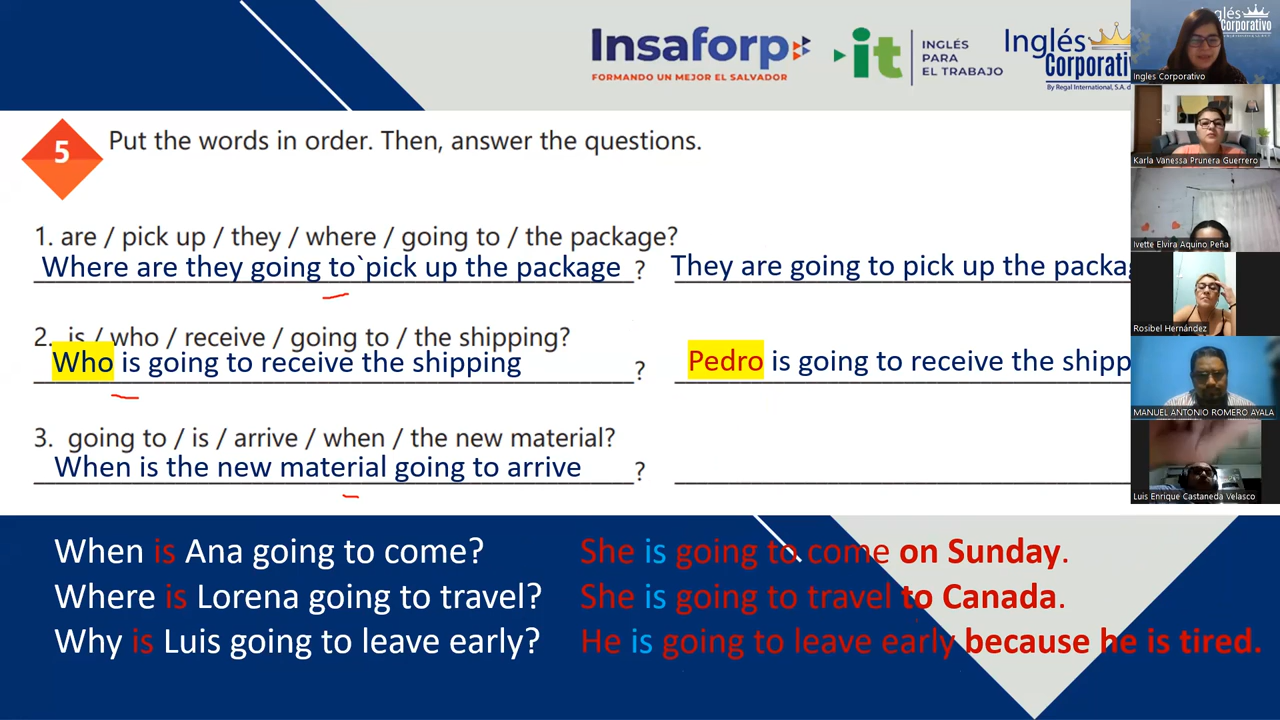 Insaforp
FORMANDO UN MEJOR EL SALVADOR
it
INGLÉS
PARA
EL TRABAJO
Inglés
Corporativo
By Regal International, S.A. d
5
Put the words in order. Then, answer the questions.
1. are / pick up / they / where / going to / the package?
Where are they going to`pick up the package ?
They are going to pick up the packag
2. is / who / receive / going to / the shipping?
Who is going to receive the shipping ?
Pedro is going to receive the shipp
3. going to / is / arrive / when / the new material?
When is the new material going to arrive ?
When is Ana going to come?
She is going to come on Sunday.
Where is Lorena going to travel?
She is going to travel to Canada.
Why is Luis going to leave early?
He is going to leave early because he is tired.
Ingles Corporativo
Karla Vanessa Prunera Guerrero
Ivette Elvira Aquino Peña
Rosibel Hernández
MANUEL ANTONIO ROMERO AYALA
Luis Enrique Castaneda Velasco